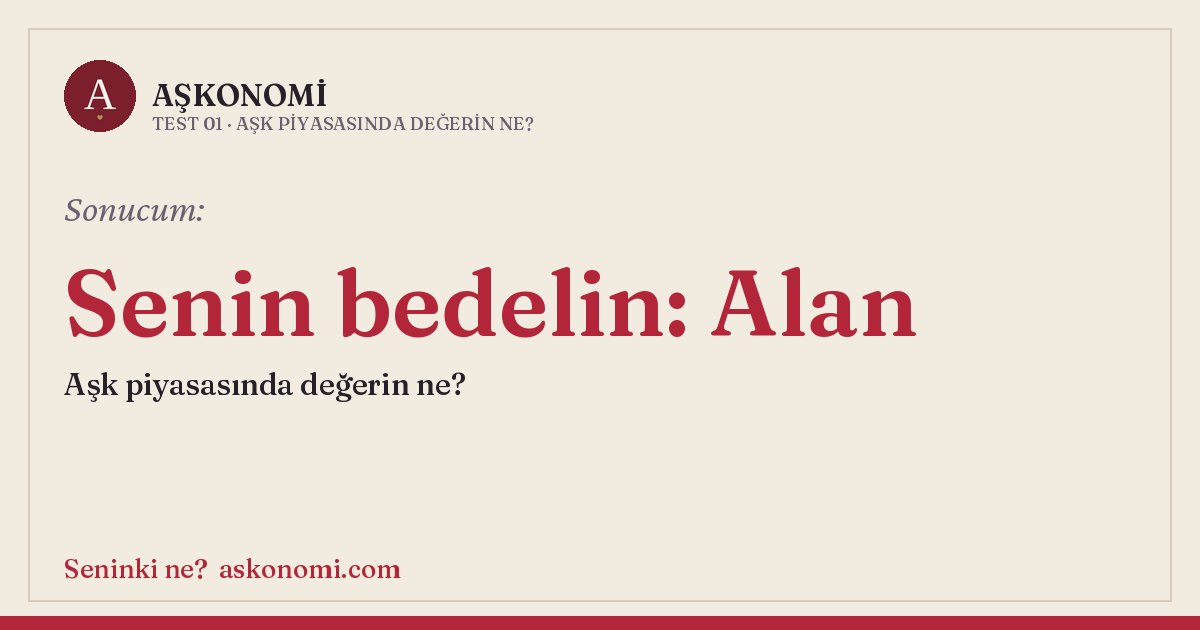 A
AŞKONOMİ
TEST 01 · AŞK PİYASASINDA DEĞERİN NE?
Sonucum:
Senin bedelin: Alan
Aşk piyasasında değerin ne?
Seninki ne? askonomi.com